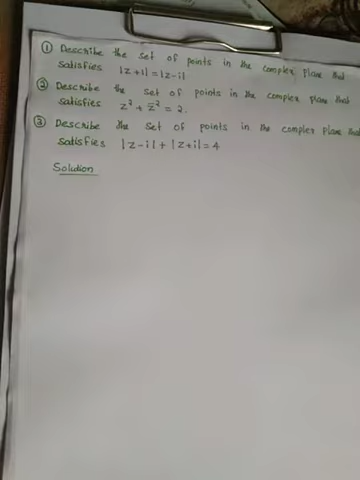 ① Describe the set of points in the complex plane that
satisfies |z+1|=|z-i|
② Describe the set of points in the complex plane that
satisfies z² + z̄² = 2.
③ Describe the set of points in the complex plane that
satisfies |z-i| + |z+i| = 4
Solution